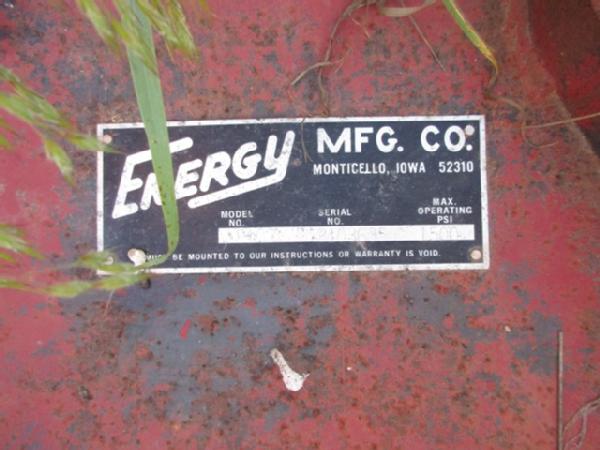 ENERGY MFG. CO.
MONTICELLO, IOWA 52310
MODEL NO. SERIAL NO. MAX. OPERATING PSI
1500
MUST BE MOUNTED TO OUR INSTRUCTIONS OR WARRANTY IS VOID.